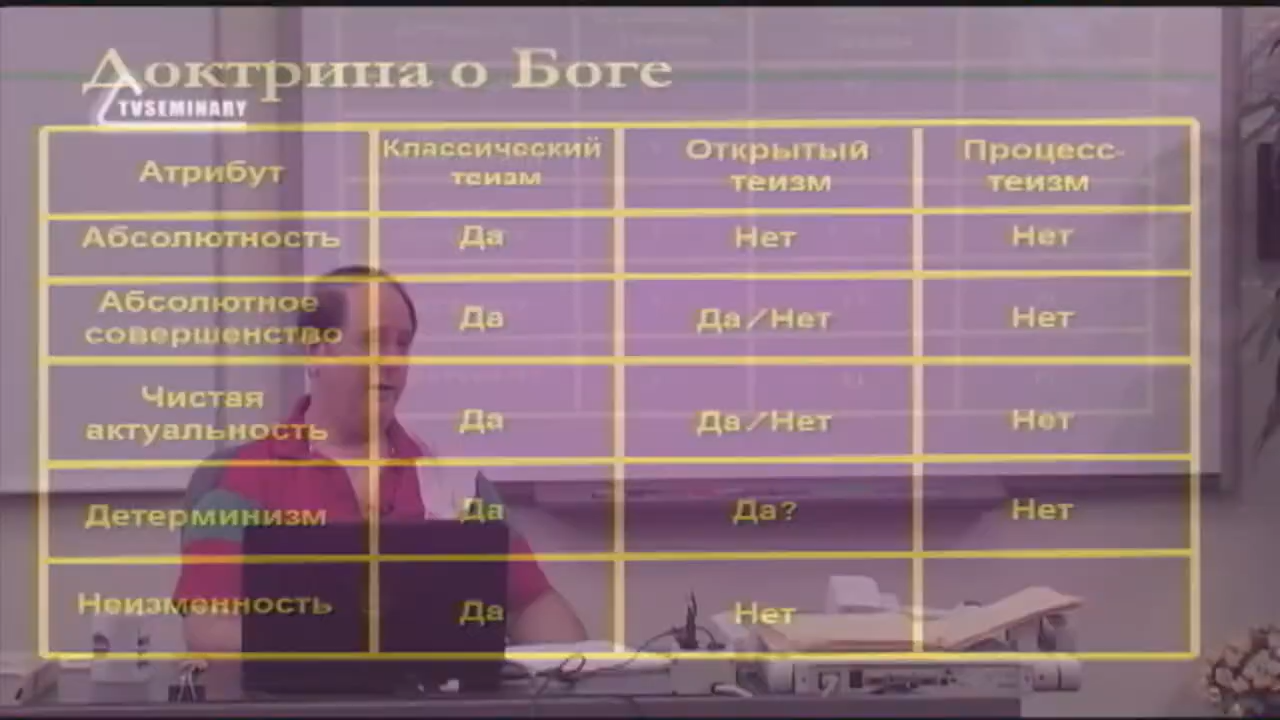 Доктрина о Боге
TVSEMINARY
Атрибут
Классический
теизм
Открытый
теизм
Процесс-
теизм
Абсолютность
Да
Нет
Нет
Абсолютное
совершенство
Да
Да/Нет
Нет
Чистая
актуальность
Да
Да/Нет
Нет
Детерминизм
Да
Да?
Нет
Неизменность
Да
Нет